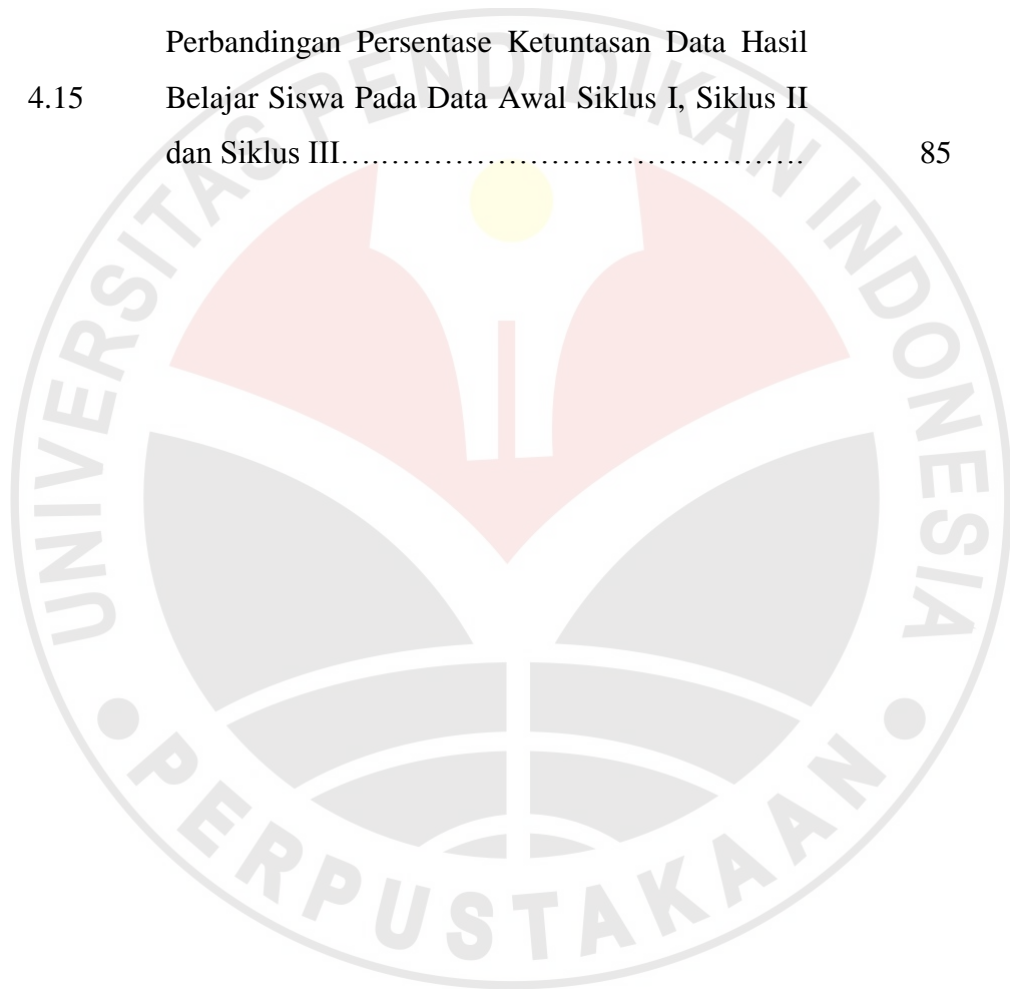 Perbandingan Persentase Ketuntasan Data Hasil
4.15 Belajar Siswa Pada Data Awal Siklus I, Siklus II
dan Siklus III….……………………………………. 85
UNIVERSITAS PENDIDIKAN INDONESIA
PERPUSTAKAAN